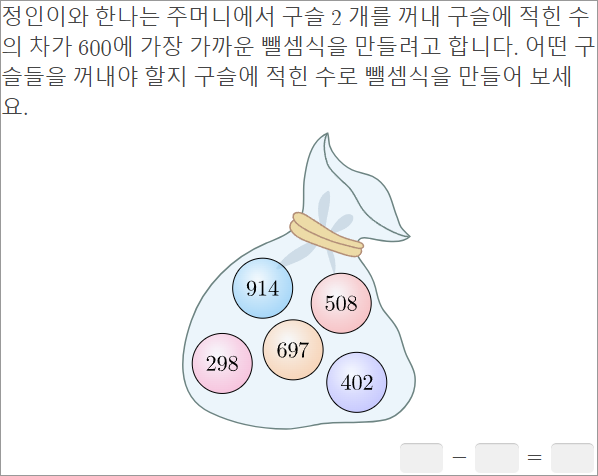 정인이와 한나는 주머니에서 구슬 2 개를 꺼내 구슬에 적힌 수
의 차가 600에 가장 가까운 뺄셈식을 만들려고 합니다. 어떤 구
슬들을 꺼내야 할지 구슬에 적힌 수로 뺄셈식을 만들어 보세
요.
914
508
298
697
402
− =